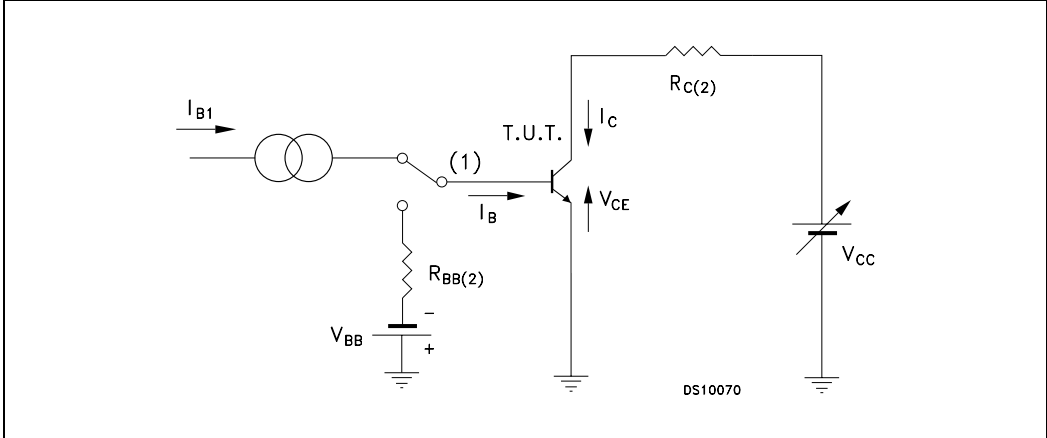 I_B1
R_C(2)
I_C
T.U.T.
(1)
I_B
V_CE
R_BB(2)
V_CC
V_BB
-
+
DS10070